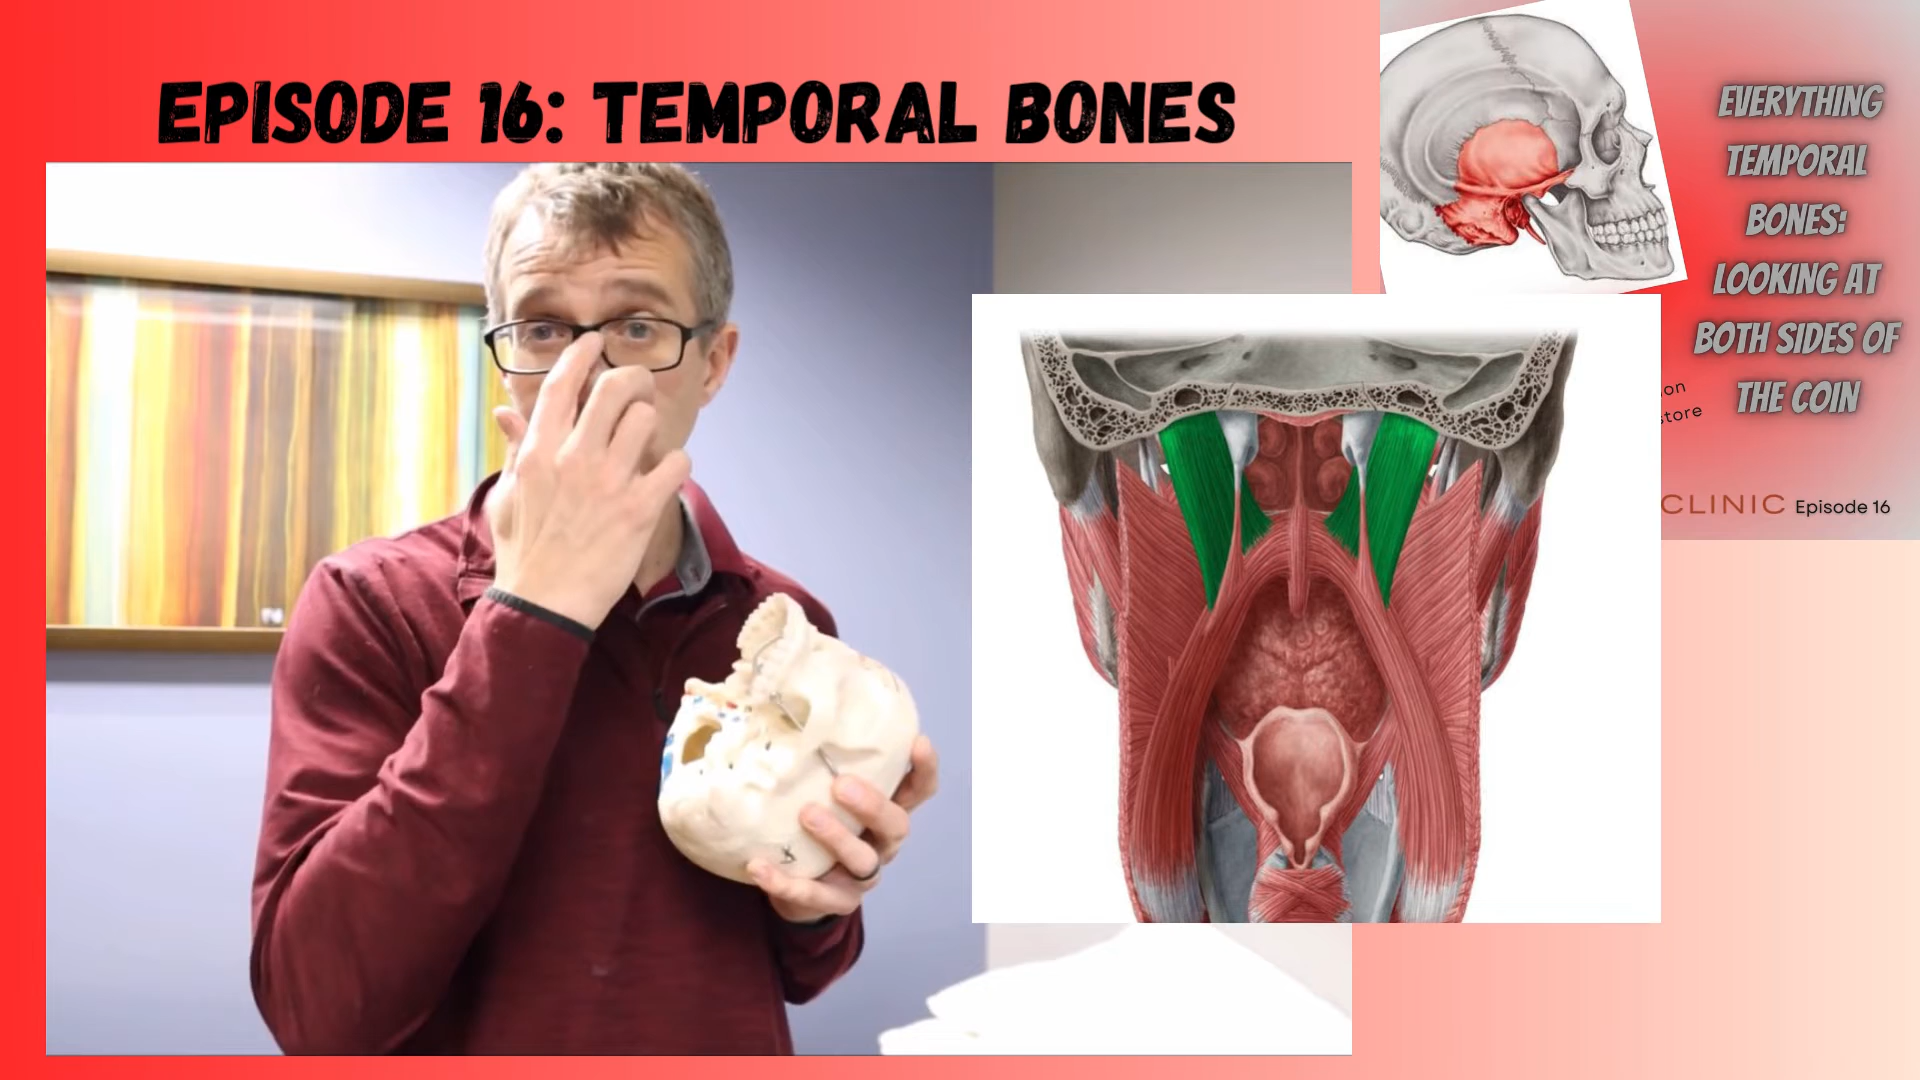 EPISODE 16: TEMPORAL BONES
EVERYTHING
TEMPORAL
BONES:
LOOKING AT
BOTH SIDES OF
THE COIN
CLINIC Episode 16